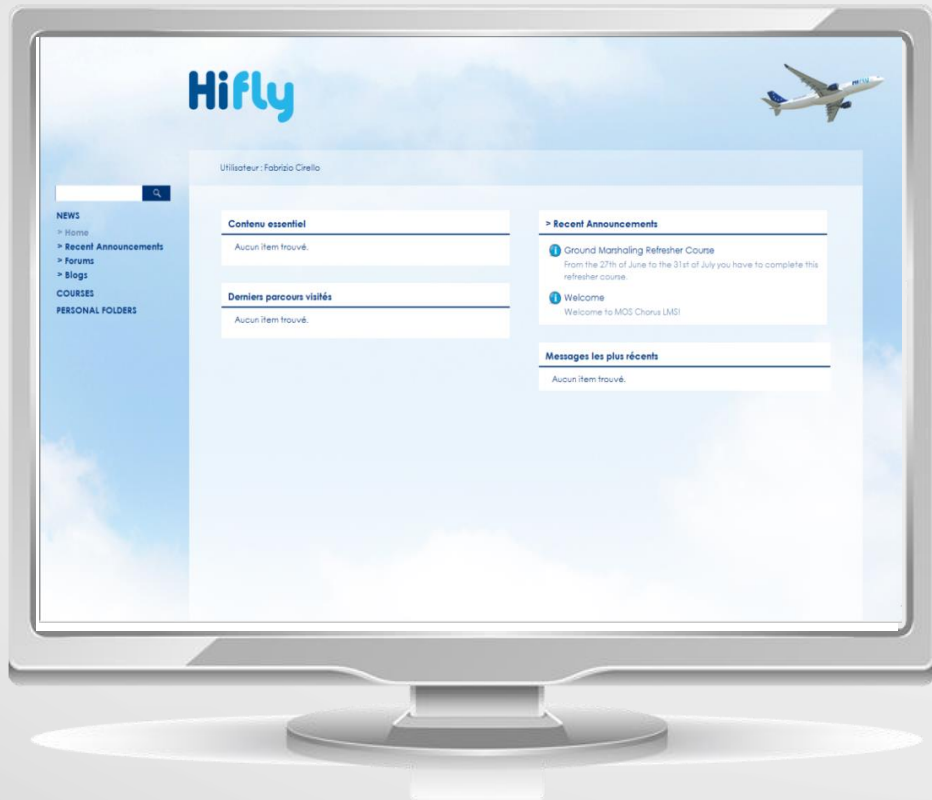 Hifly
HiFly
Utilisateur : Fabrizio Cirello
NEWS
> Home
> Recent Announcements
> Forums
> Blogs
COURSES
PERSONAL FOLDERS
Contenu essentiel
Aucun item trouvé.
Derniers parcours visités
Aucun item trouvé.
> Recent Announcements
Ground Marshaling Refresher Course
From the 27th of June to the 31st of July you have to complete this
refresher course.
Welcome
Welcome to MOS Chorus LMS!
Messages les plus récents
Aucun item trouvé.